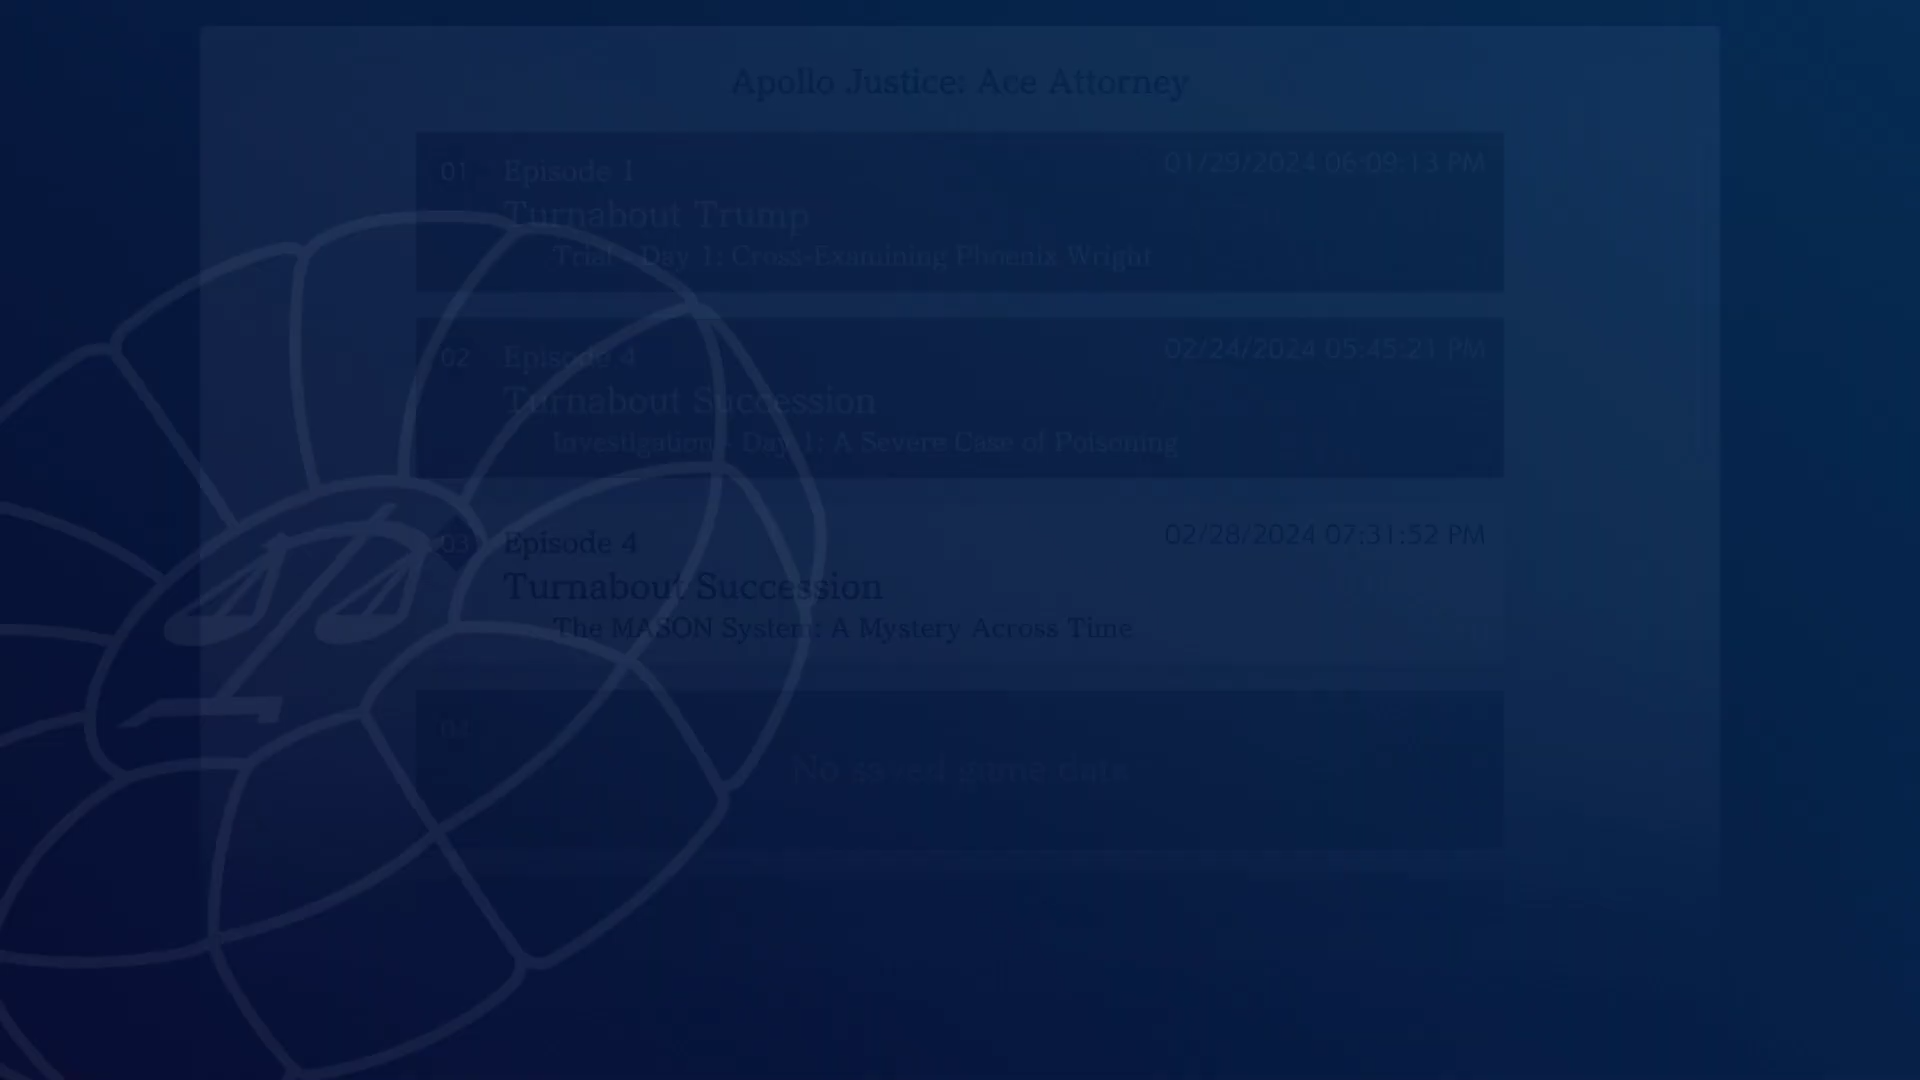 Apollo Justice: Ace Attorney
01 Episode 1 01/29/2024 06:09:13 PM
Turnabout Trump
Trial - Day 1: Cross-Examining Phoenix Wright
02 Episode 4 02/24/2024 05:45:21 PM
Turnabout Succession
Investigation - Day 1: A Severe Case of Poisoning
03 Episode 4 02/28/2024 07:31:52 PM
Turnabout Succession
The MASON System: A Mystery Across Time
04
No saved game data